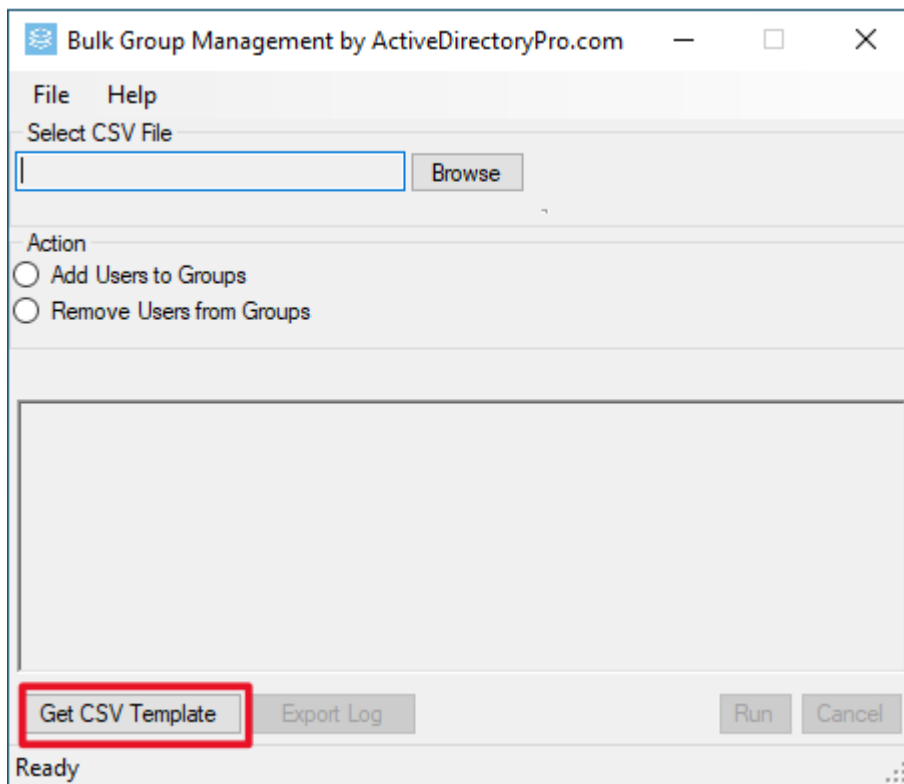 Bulk Group Management by ActiveDirectoryPro.com
File Help
Select CSV File
Browse
Action
Add Users to Groups
Remove Users from Groups
Get CSV Template Export Log Run Cancel
Ready